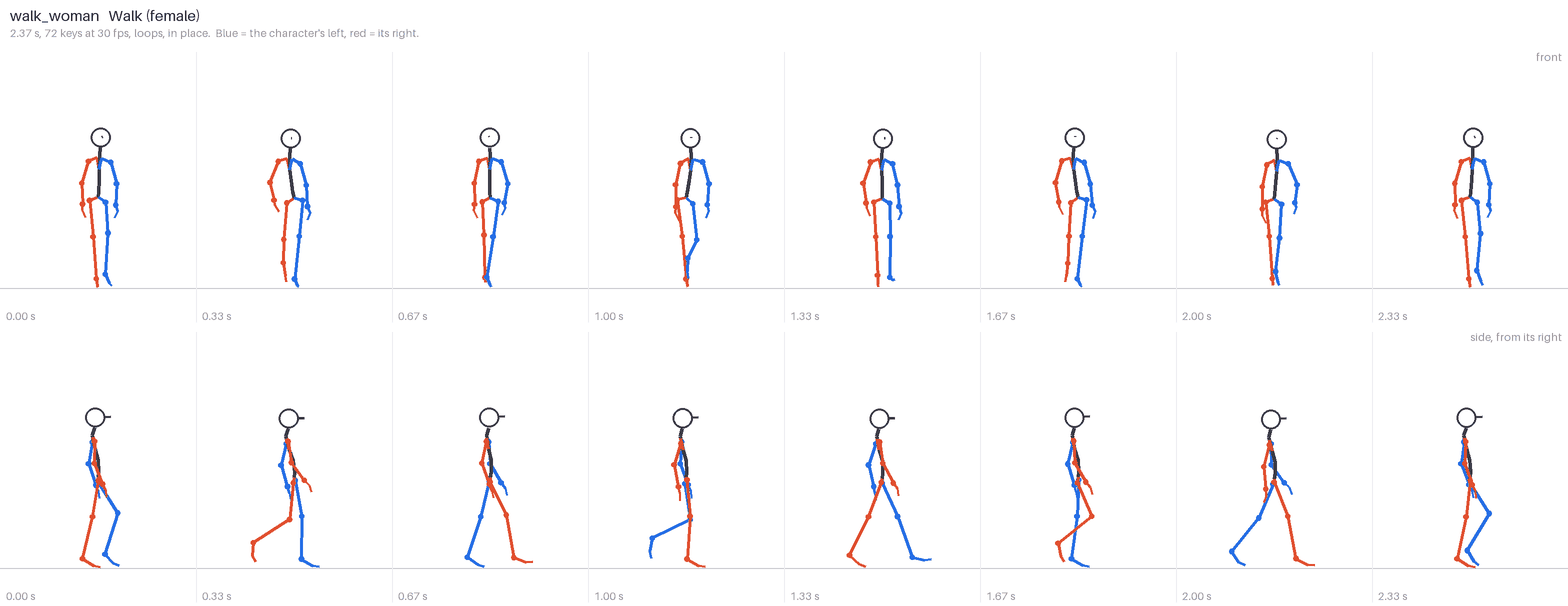 walk_woman Walk (female)
2.37 s, 72 keys at 30 fps, loops, in place. Blue = the character's left, red = its right.
front
0.00 s 0.33 s 0.67 s 1.00 s 1.33 s 1.67 s 2.00 s 2.33 s
side, from its right
0.00 s 0.33 s 0.67 s 1.00 s 1.33 s 1.67 s 2.00 s 2.33 s